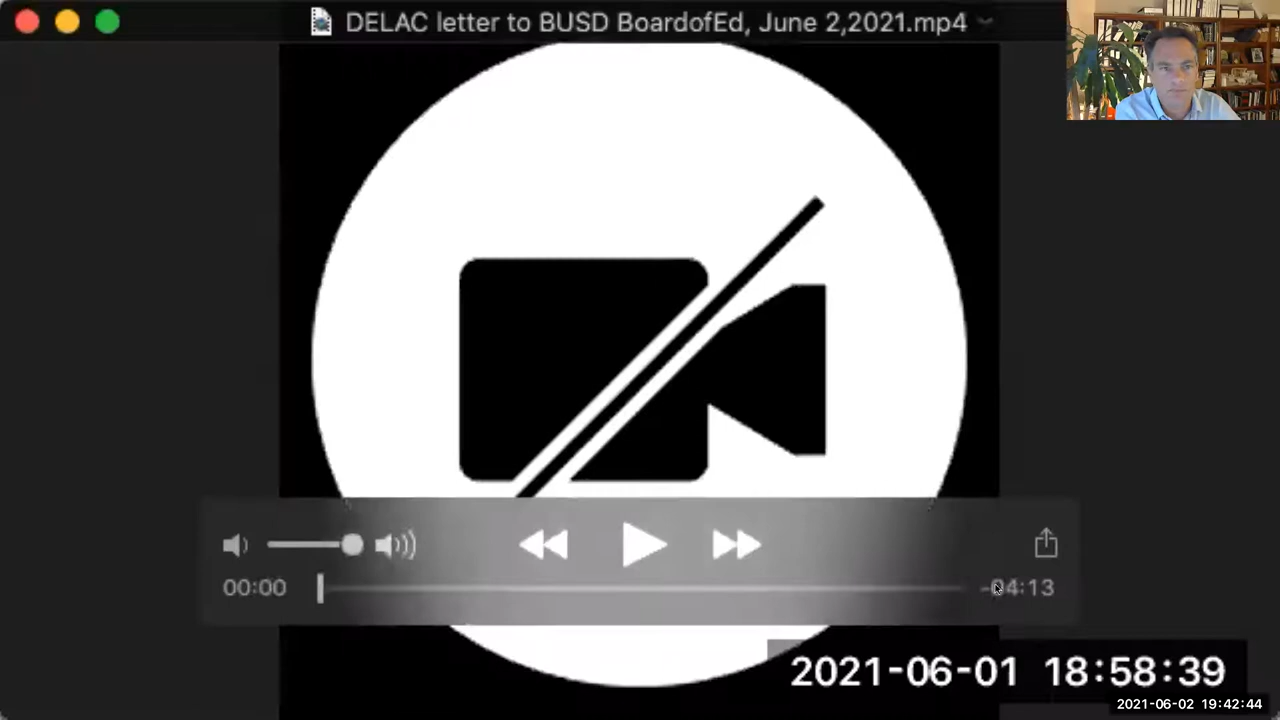 DELAC letter to BUSD BoardofEd, June 2,2021.mp4
00:00
-04:13
2021-06-01 18:58:39
2021-06-02 19:42:44